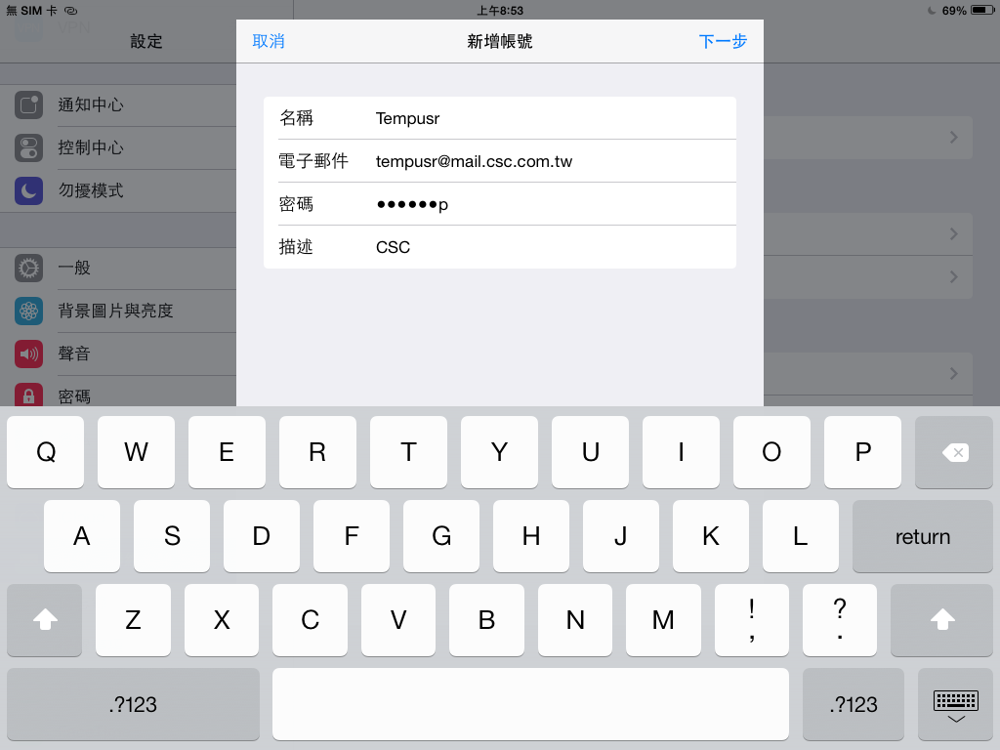 無 SIM 卡 上午8:53 69%
VPN
設定
取消 新增帳號 下一步
通知中心
控制中心
勿擾模式
一般
背景圖片與亮度
聲音
密碼
名稱 Tempusr
電子郵件 tempusr@mail.csc.com.tw
密碼 ●●●●●●p
描述 CSC
Q W E R T Y U I O P
A S D F G H J K L return
Z X C V B N M ! , ? .
.?123 .?123